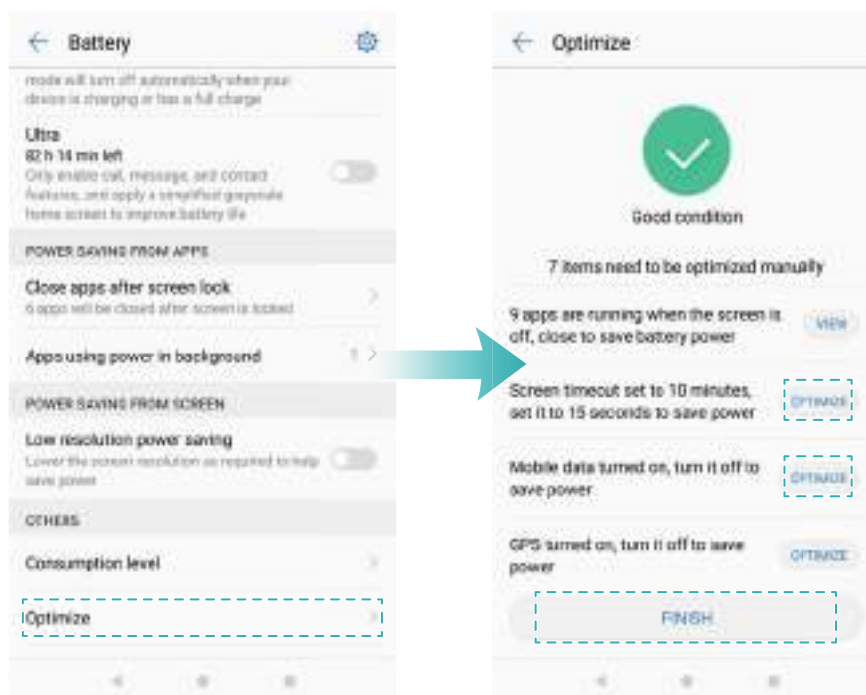 Battery
mode will turn off automatically when your
device is charging or has a full charge
Ultra
82 h 14 min left
Only enable call, message, and contact
features, and apply a simplified grayscale
home screen to improve battery life
POWER SAVING FROM APPS
Close apps after screen lock
6 apps will be closed after screen is locked
Apps using power in background
1
POWER SAVING FROM SCREEN
Low resolution power saving
Lower the screen resolution as required to help
save power
OTHERS
Consumption level
Optimize
Optimize
Good condition
7 items need to be optimized manually
9 apps are running when the screen is
off, close to save battery power
VIEW
Screen timeout set to 10 minutes,
set it to 15 seconds to save power
OPTIMIZE
Mobile data turned on, turn it off to
save power
OPTIMIZE
GPS turned on, turn it off to save
power
OPTIMIZE
FINISH